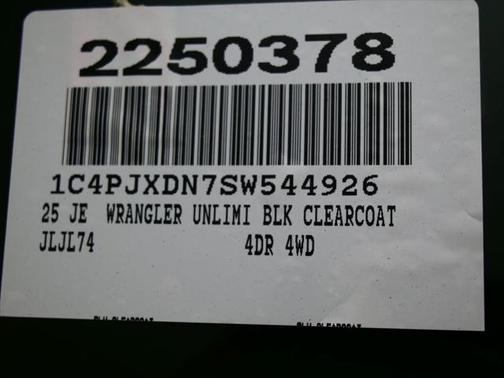 2250378
1C4PJXDN7SW544926
25 JE WRANGLER UNLIMI BLK CLEARCOAT
JLJL74 4DR 4WD